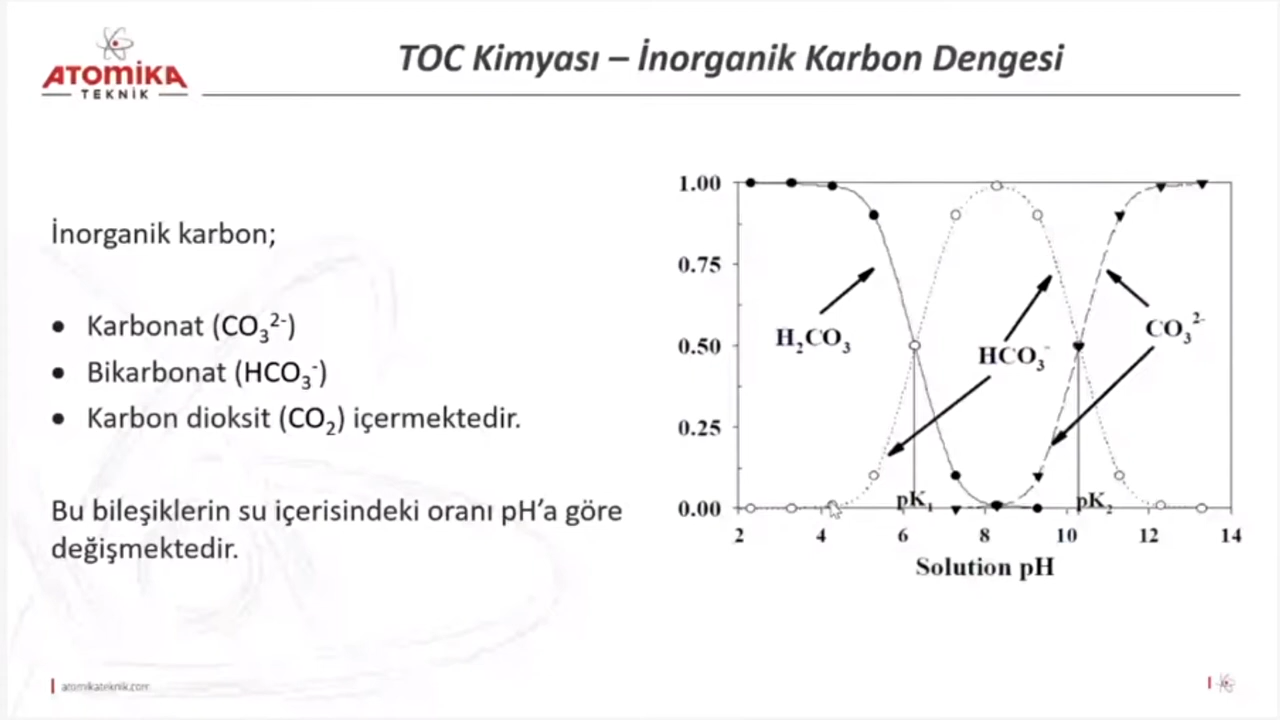 ATOMİKA
TEKNİK
TOC Kimyası – İnorganik Karbon Dengesi
İnorganik karbon;
• Karbonat (CO₃²⁻)
• Bikarbonat (HCO₃⁻)
• Karbon dioksit (CO₂) içermektedir.
Bu bileşiklerin su içerisindeki oranı pH’a göre
değişmektedir.
1.00
0.75
0.50
0.25
0.00
H₂CO₃
HCO₃⁻
CO₃²⁻
pK₁
pK₂
2 4 6 8 10 12 14
Solution pH
atomikateknik.com